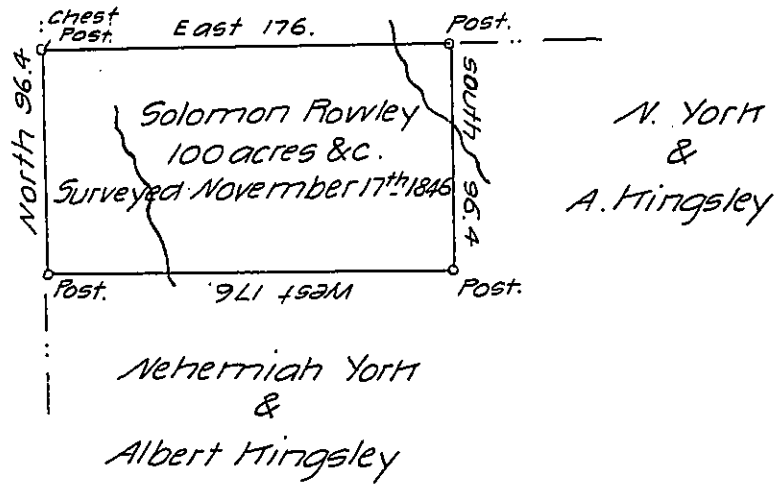 Chest
Post.
East 176.
Post.
North 96.4
South 96.4
Solomon Rowley
100 acres &c.
Surveyed November 17th 1846
N. York
&
A. Kingsley
Post.
West 176.
Post.
Nehemiah York
&
Albert Kingsley